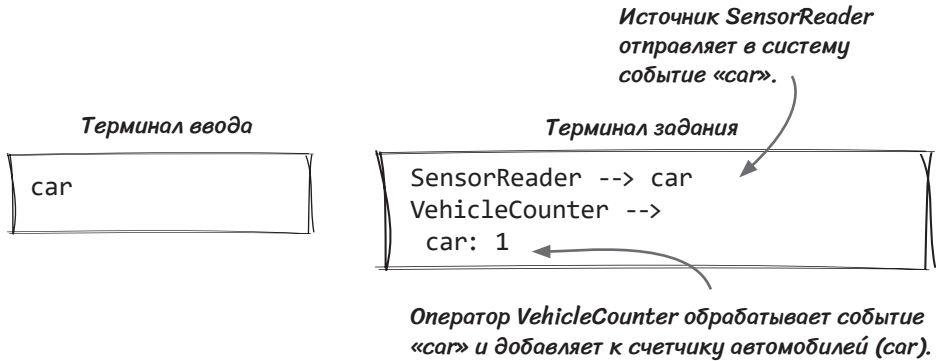 Источник SensorReader
отправляет в систему
событие «car».
Терминал ввода
Терминал задания
car
SensorReader --> car
VehicleCounter -->
car: 1
Оператор VehicleCounter обрабатывает событие
«car» и добавляет к счетчику автомобилей (car).